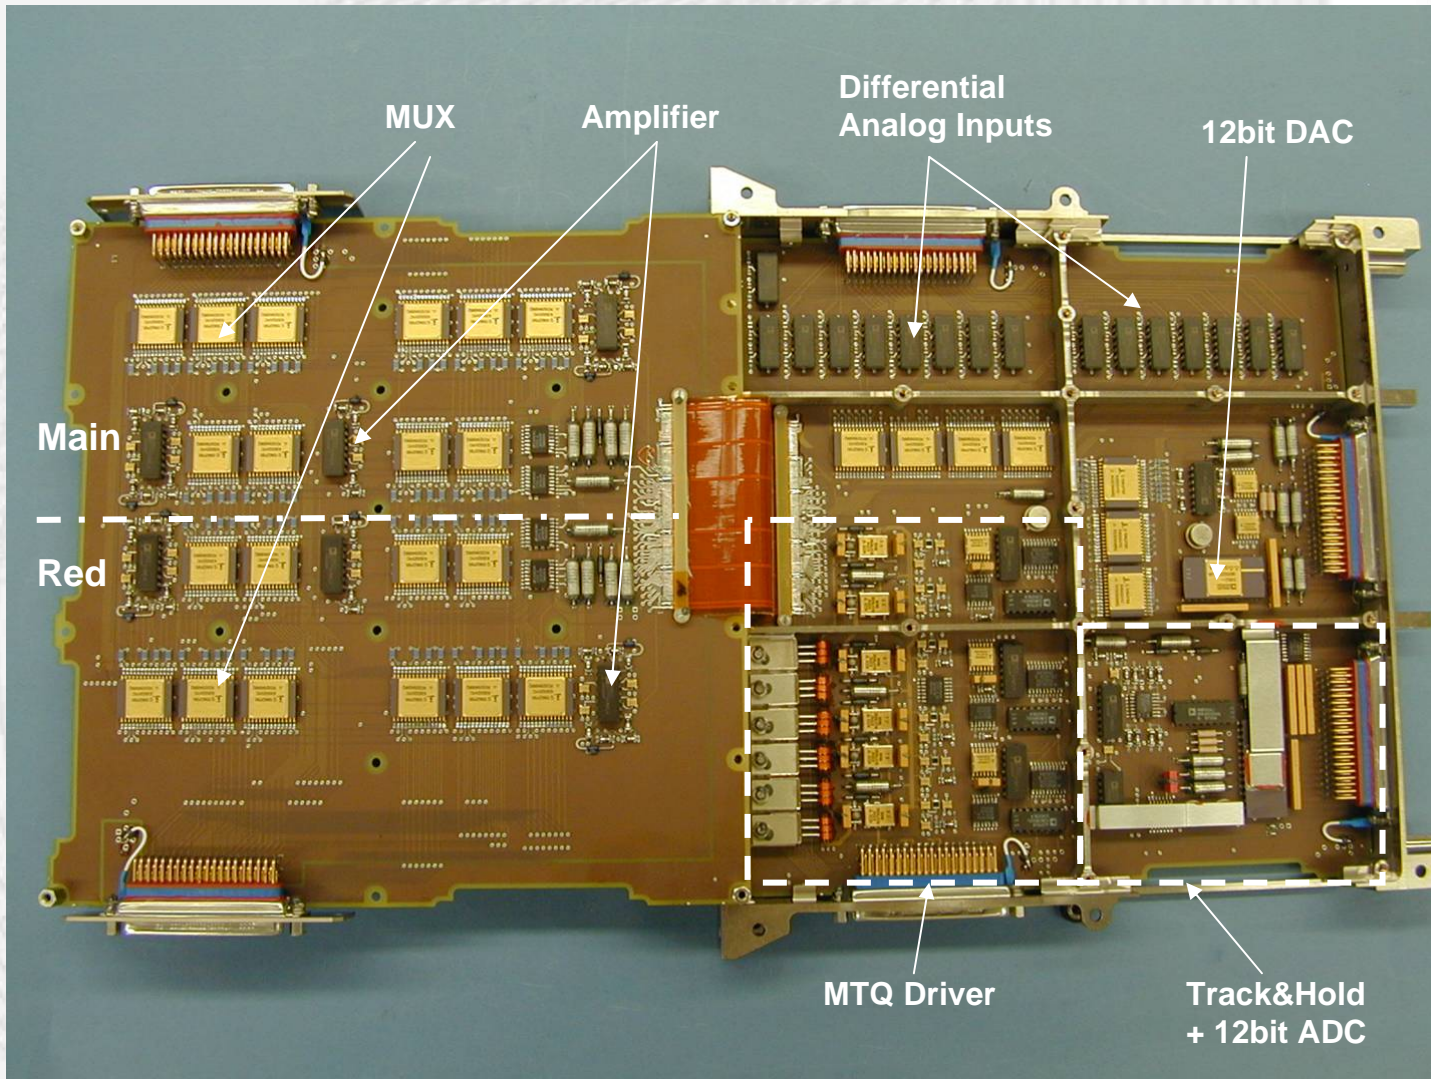 MUX
Amplifier
Differential
Analog Inputs
12bit DAC
Main
Red
MTQ Driver
Track&Hold
+ 12bit ADC